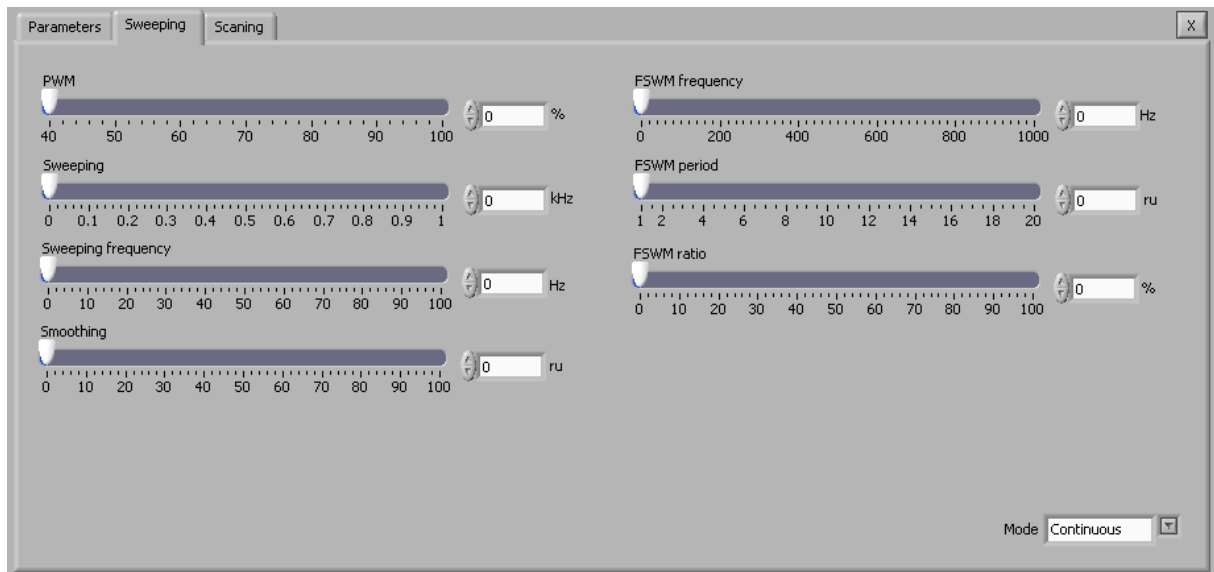 Parameters Sweeping Scaning X
PWM
0 %
40 50 60 70 80 90 100
Sweeping
0 kHz
0 0.1 0.2 0.3 0.4 0.5 0.6 0.7 0.8 0.9 1
Sweeping frequency
0 Hz
0 10 20 30 40 50 60 70 80 90 100
Smoothing
0 ru
0 10 20 30 40 50 60 70 80 90 100
FSWM frequency
0 Hz
0 200 400 600 800 1000
FSWM period
0 ru
1 2 4 6 8 10 12 14 16 18 20
FSWM ratio
0 %
0 10 20 30 40 50 60 70 80 90 100
Mode Continuous